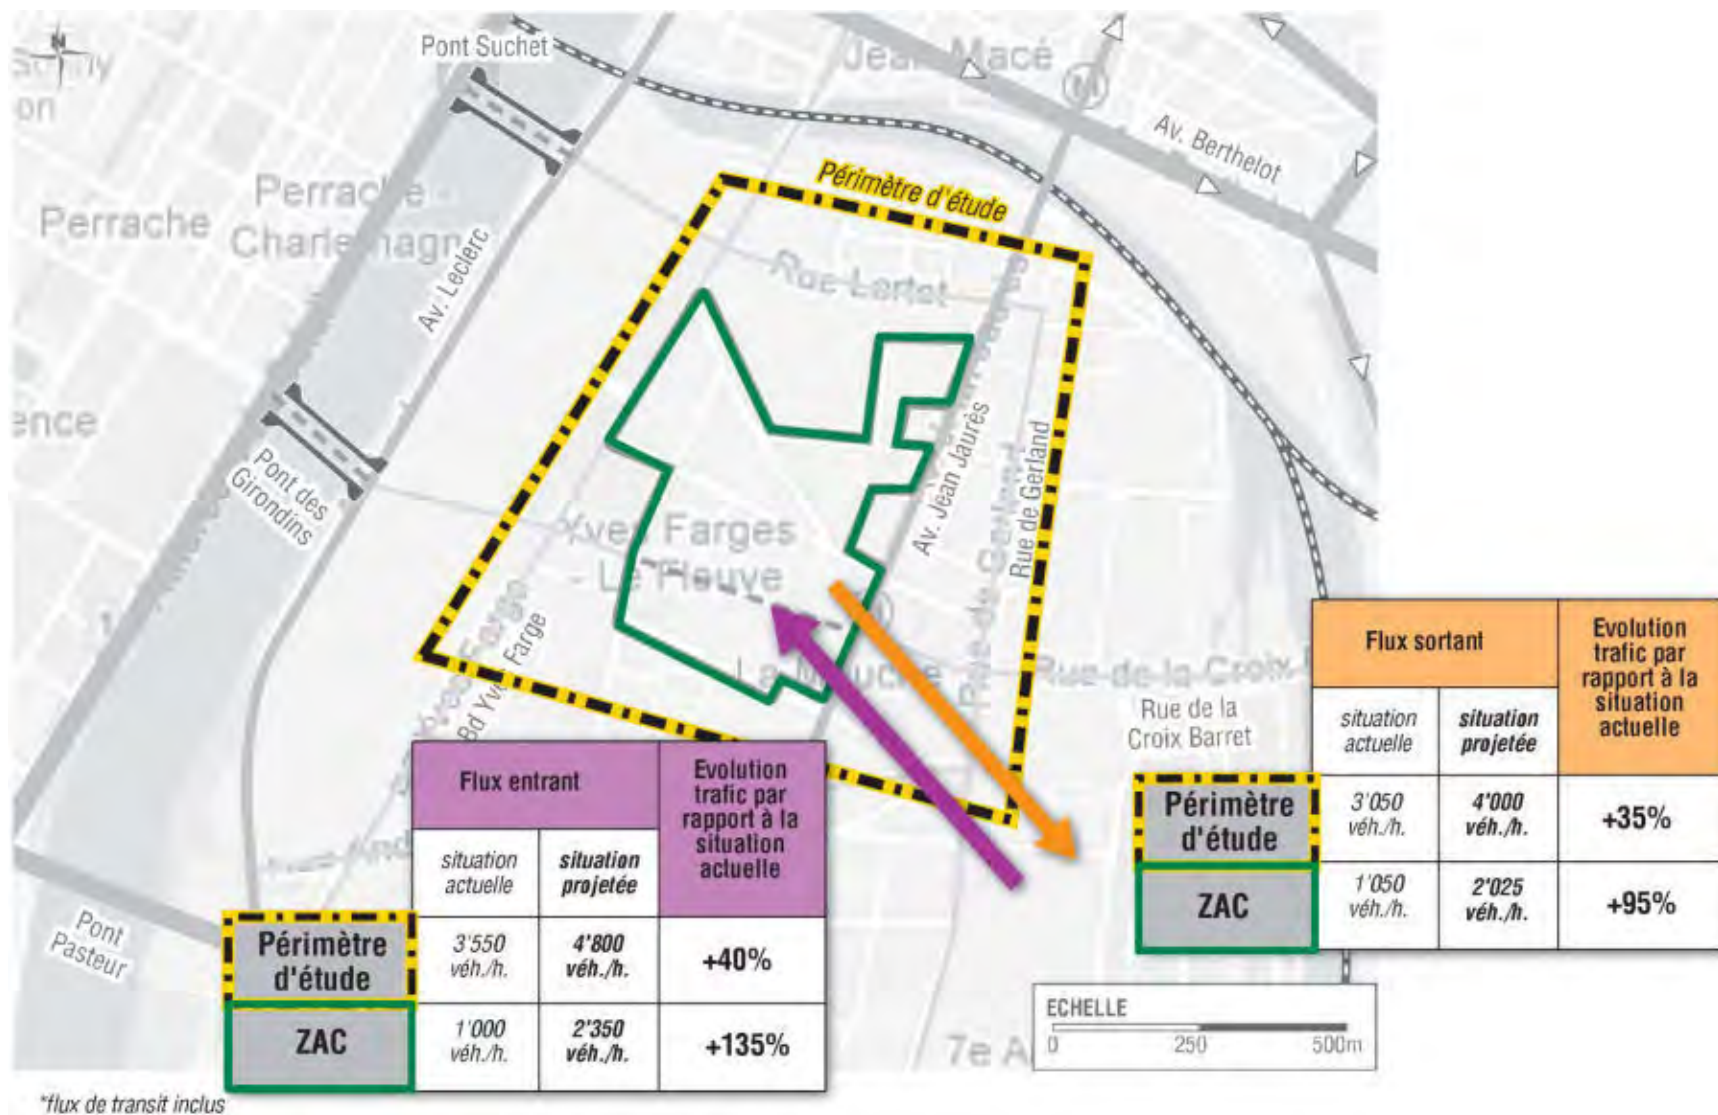 N
Pont Suchet
Jean Macé
M
Av. Berthelot
Périmètre d'étude
Perrache
Perrache -
Charlemagn
Av. Leclerc
Rue Lortet
ence
Pont des
Girondins
Av. Jean Jaurès
Rue de Gerland
Yves Farges
- Le Fleuve
Bd Yves Farge
La Mouche
Rue de la Croix
Rue de la
Croix Barret
Pont
Pasteur
Flux entrant
Evolution
trafic par
rapport à la
situation
actuelle
situation
actuelle
situation
projetée
Périmètre
d'étude
3'550
véh./h.
4'800
véh./h.
+40%
ZAC
1'000
véh./h.
2'350
véh./h.
+135%
Flux sortant
Evolution
trafic par
rapport à la
situation
actuelle
situation
actuelle
situation
projetée
Périmètre
d'étude
3'050
véh./h.
4'000
véh./h.
+35%
ZAC
1'050
véh./h.
2'025
véh./h.
+95%
ECHELLE
0 250 500m
7e A
*flux de transit inclus